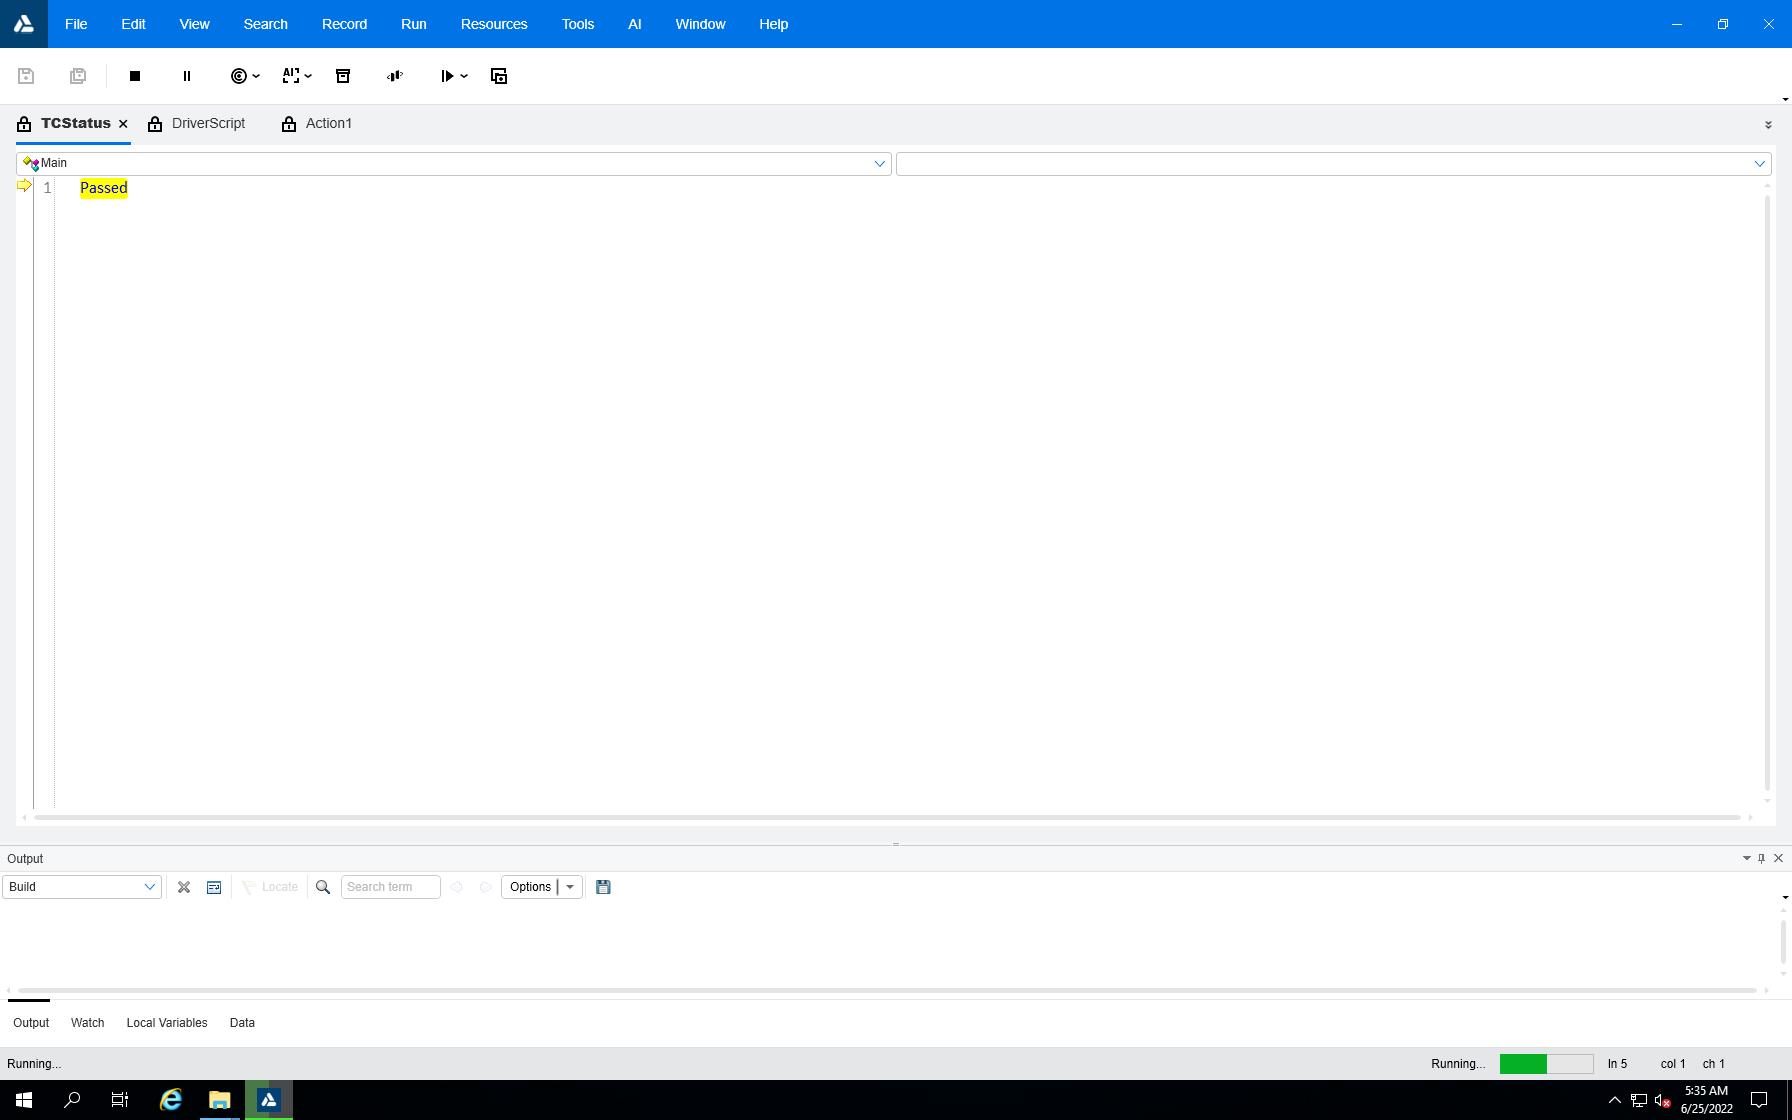 File Edit View Search Record Run Resources Tools AI Window Help
AI
TCStatus DriverScript Action1
Main
1 Passed
Output
Build Locate Search term Options
Output Watch Local Variables Data
Running... Running... ln 5 col 1 ch 1
5:35 AM
6/25/2022